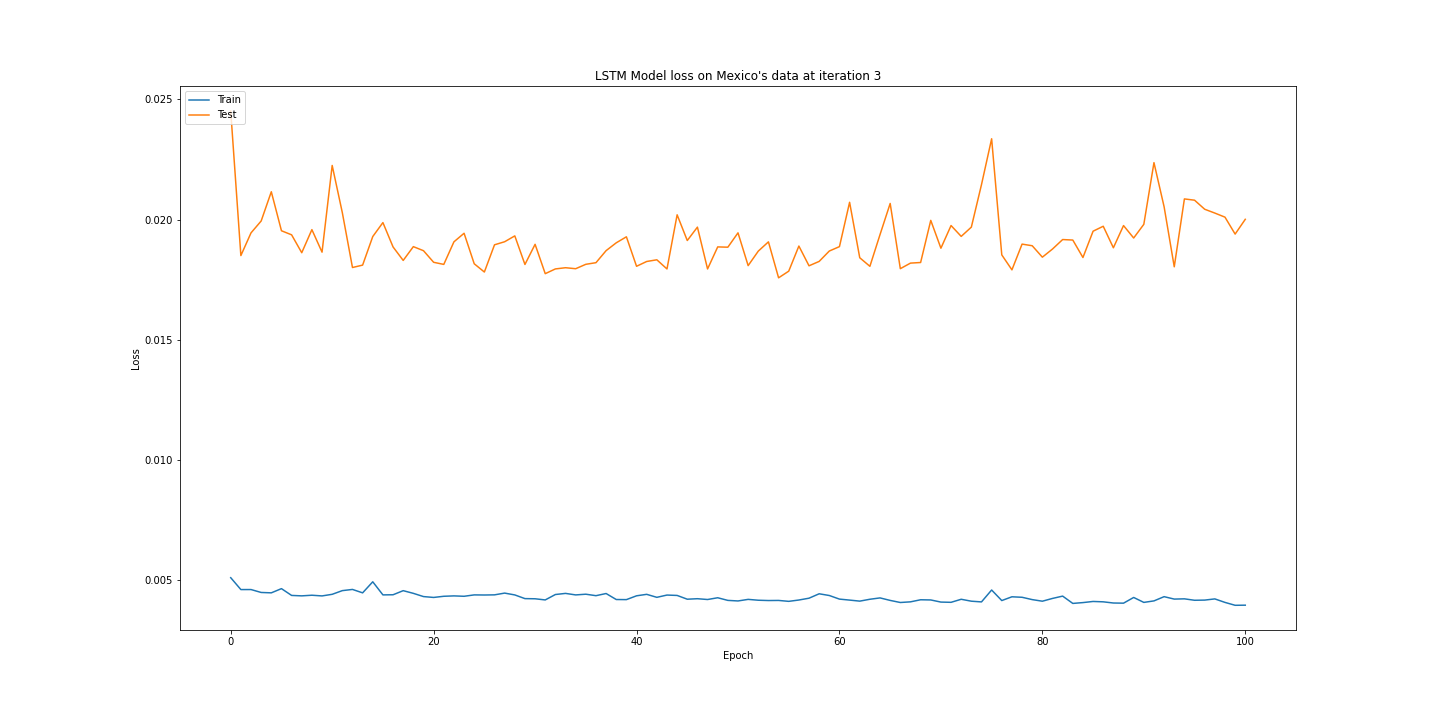 LSTM Model loss on Mexico's data at iteration 3
Train
Test
0.025
0.020
0.015
0.010
0.005
Loss
0 20 40 60 80 100
Epoch